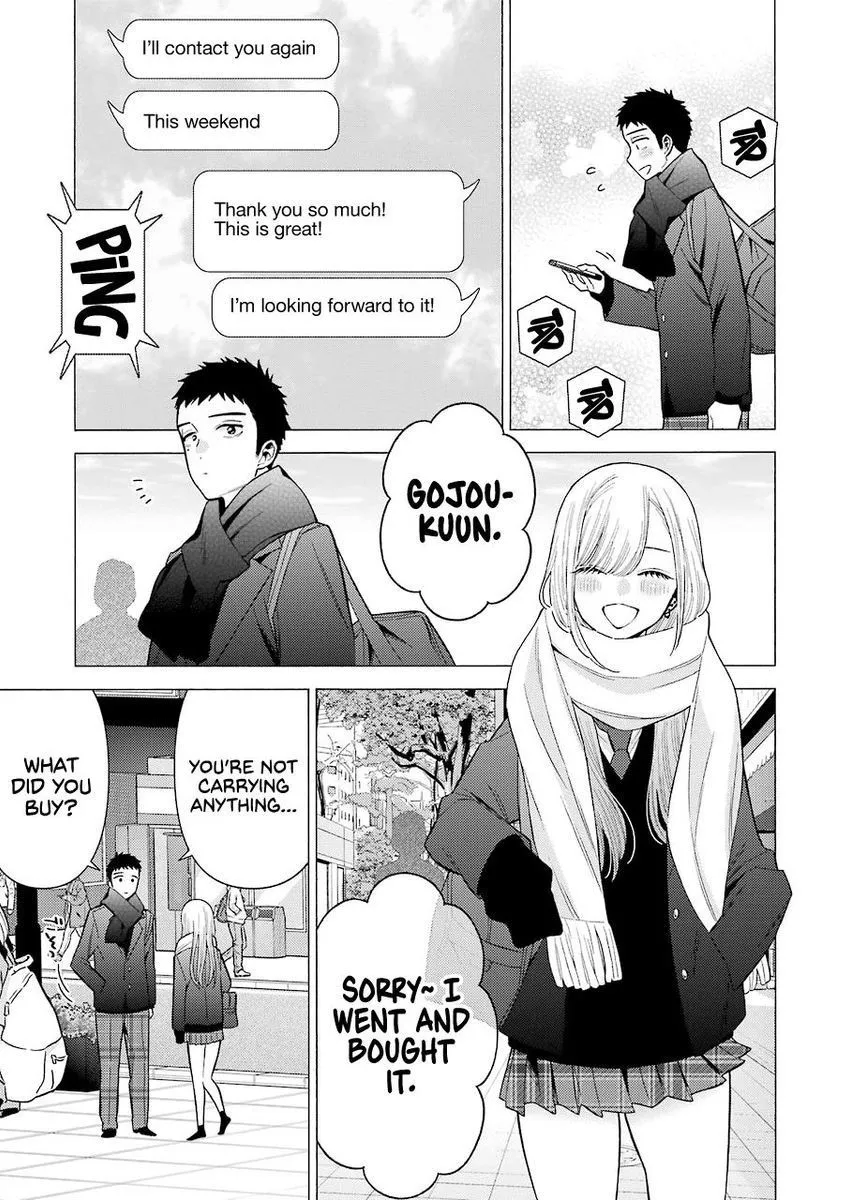 TAP
TAP
TAP
I'll contact you again
This weekend
Thank you so much!
This is great!
I'm looking forward to it!
PiNG
GOJOU-
KUUN.
SORRY~ I
WENT AND
BOUGHT
IT.
YOU'RE NOT
CARRYING
ANYTHING...
WHAT
DID YOU
BUY?